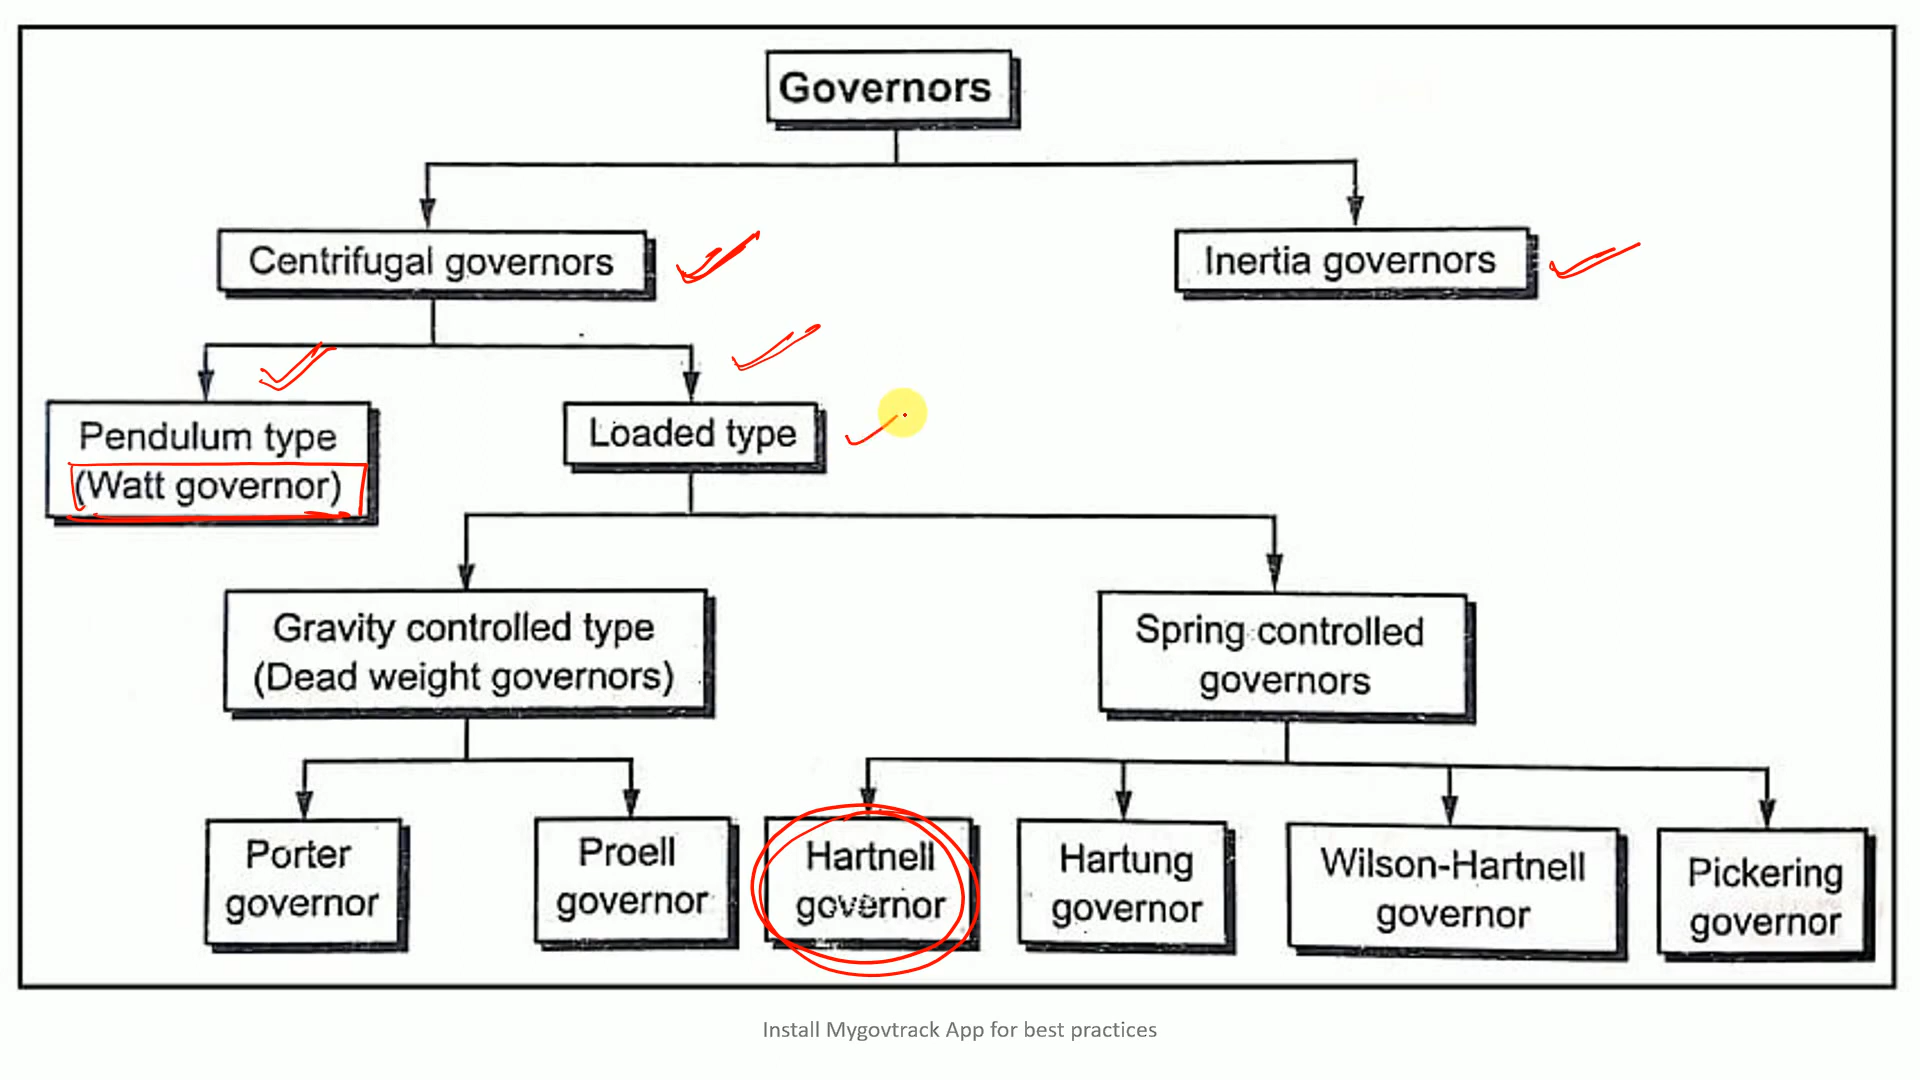 Governors
Centrifugal governors
Inertia governors
Pendulum type
(Watt governor)
Loaded type
Gravity controlled type
(Dead weight governors)
Spring controlled
governors
Porter
governor
Proell
governor
Hartnell
governor
Hartung
governor
Wilson-Hartnell
governor
Pickering
governor
Install Mygovtrack App for best practices